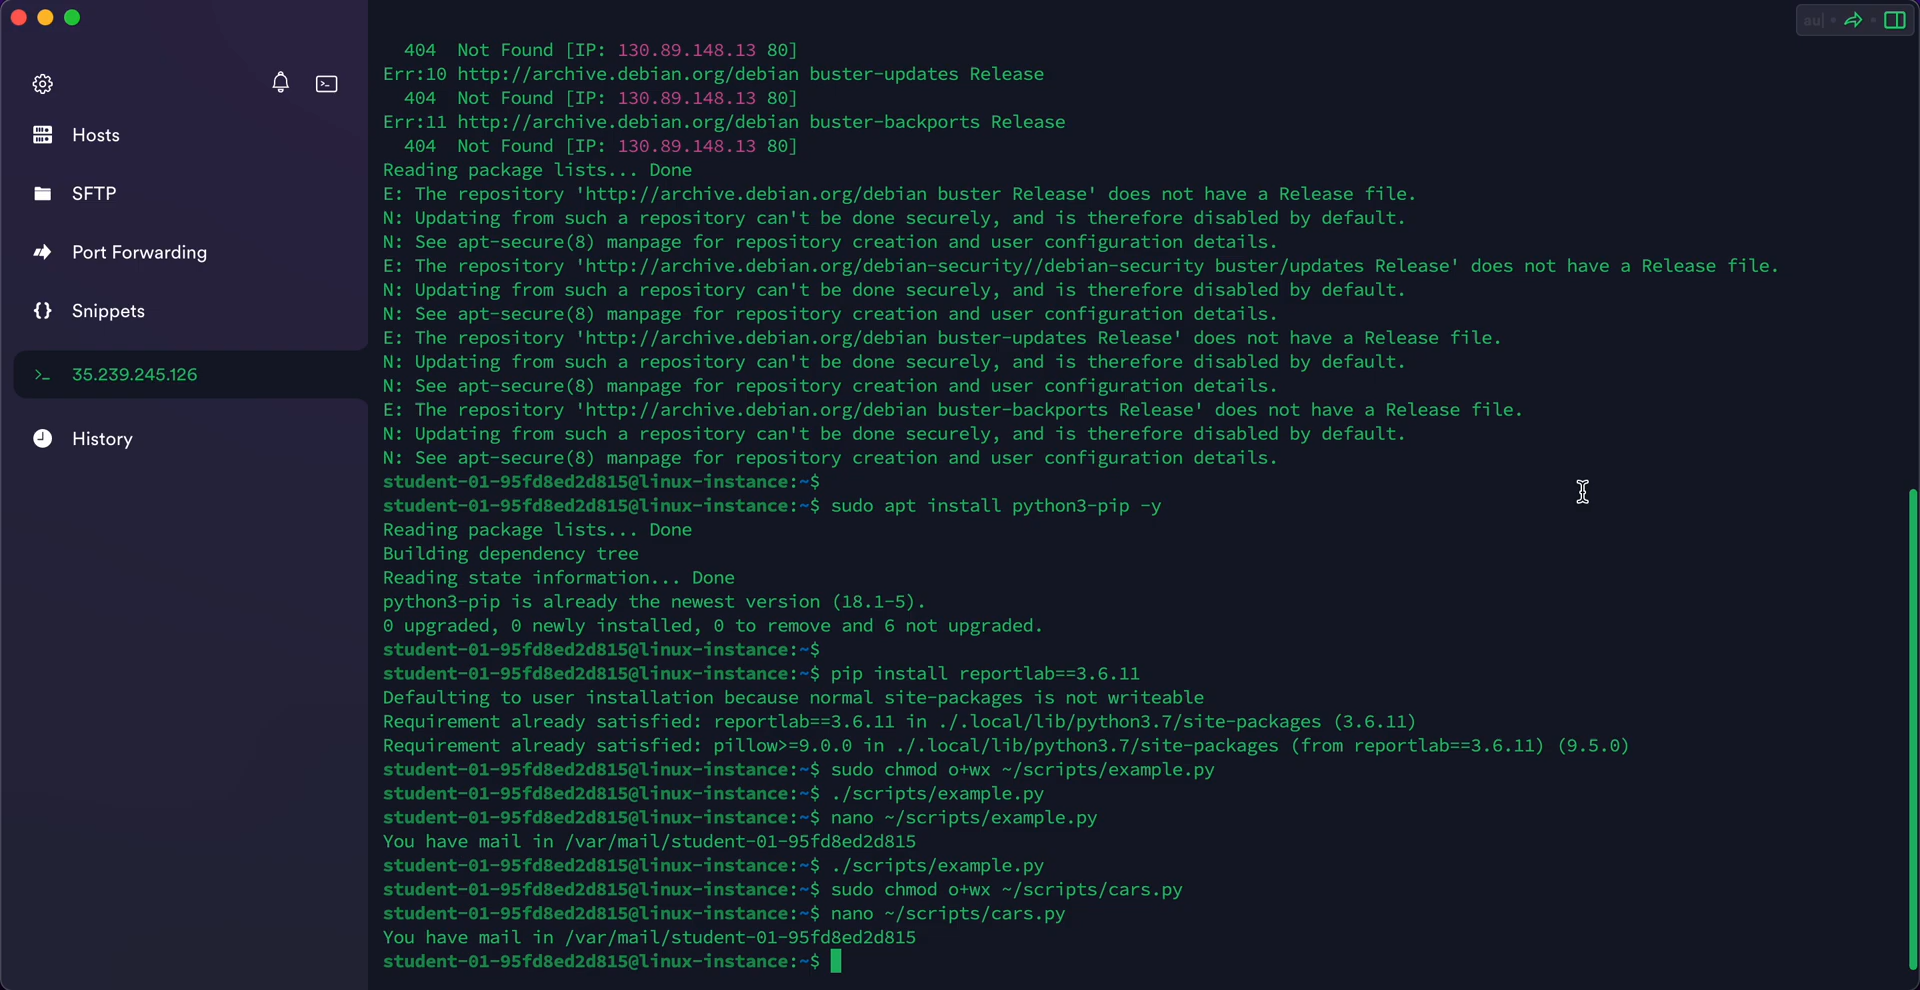 au|
Hosts
SFTP
Port Forwarding
Snippets
35.239.245.126
History
404  Not Found [IP: 130.89.148.13 80]
Err:10 http://archive.debian.org/debian buster-updates Release
404  Not Found [IP: 130.89.148.13 80]
Err:11 http://archive.debian.org/debian buster-backports Release
404  Not Found [IP: 130.89.148.13 80]
Reading package lists... Done
E: The repository 'http://archive.debian.org/debian buster Release' does not have a Release file.
N: Updating from such a repository can't be done securely, and is therefore disabled by default.
N: See apt-secure(8) manpage for repository creation and user configuration details.
E: The repository 'http://archive.debian.org/debian-security//debian-security buster/updates Release' does not have a Release file.
N: Updating from such a repository can't be done securely, and is therefore disabled by default.
N: See apt-secure(8) manpage for repository creation and user configuration details.
E: The repository 'http://archive.debian.org/debian buster-updates Release' does not have a Release file.
N: Updating from such a repository can't be done securely, and is therefore disabled by default.
N: See apt-secure(8) manpage for repository creation and user configuration details.
E: The repository 'http://archive.debian.org/debian buster-backports Release' does not have a Release file.
N: Updating from such a repository can't be done securely, and is therefore disabled by default.
N: See apt-secure(8) manpage for repository creation and user configuration details.
student-01-95fd8ed2d815@linux-instance:~$
student-01-95fd8ed2d815@linux-instance:~$ sudo apt install python3-pip -y
Reading package lists... Done
Building dependency tree
Reading state information... Done
python3-pip is already the newest version (18.1-5).
0 upgraded, 0 newly installed, 0 to remove and 6 not upgraded.
student-01-95fd8ed2d815@linux-instance:~$
student-01-95fd8ed2d815@linux-instance:~$ pip install reportlab==3.6.11
Defaulting to user installation because normal site-packages is not writeable
Requirement already satisfied: reportlab==3.6.11 in ./.local/lib/python3.7/site-packages (3.6.11)
Requirement already satisfied: pillow>=9.0.0 in ./.local/lib/python3.7/site-packages (from reportlab==3.6.11) (9.5.0)
student-01-95fd8ed2d815@linux-instance:~$ sudo chmod o+wx ~/scripts/example.py
student-01-95fd8ed2d815@linux-instance:~$ ./scripts/example.py
student-01-95fd8ed2d815@linux-instance:~$ nano ~/scripts/example.py
You have mail in /var/mail/student-01-95fd8ed2d815
student-01-95fd8ed2d815@linux-instance:~$ ./scripts/example.py
student-01-95fd8ed2d815@linux-instance:~$ sudo chmod o+wx ~/scripts/cars.py
student-01-95fd8ed2d815@linux-instance:~$ nano ~/scripts/cars.py
You have mail in /var/mail/student-01-95fd8ed2d815
student-01-95fd8ed2d815@linux-instance:~$